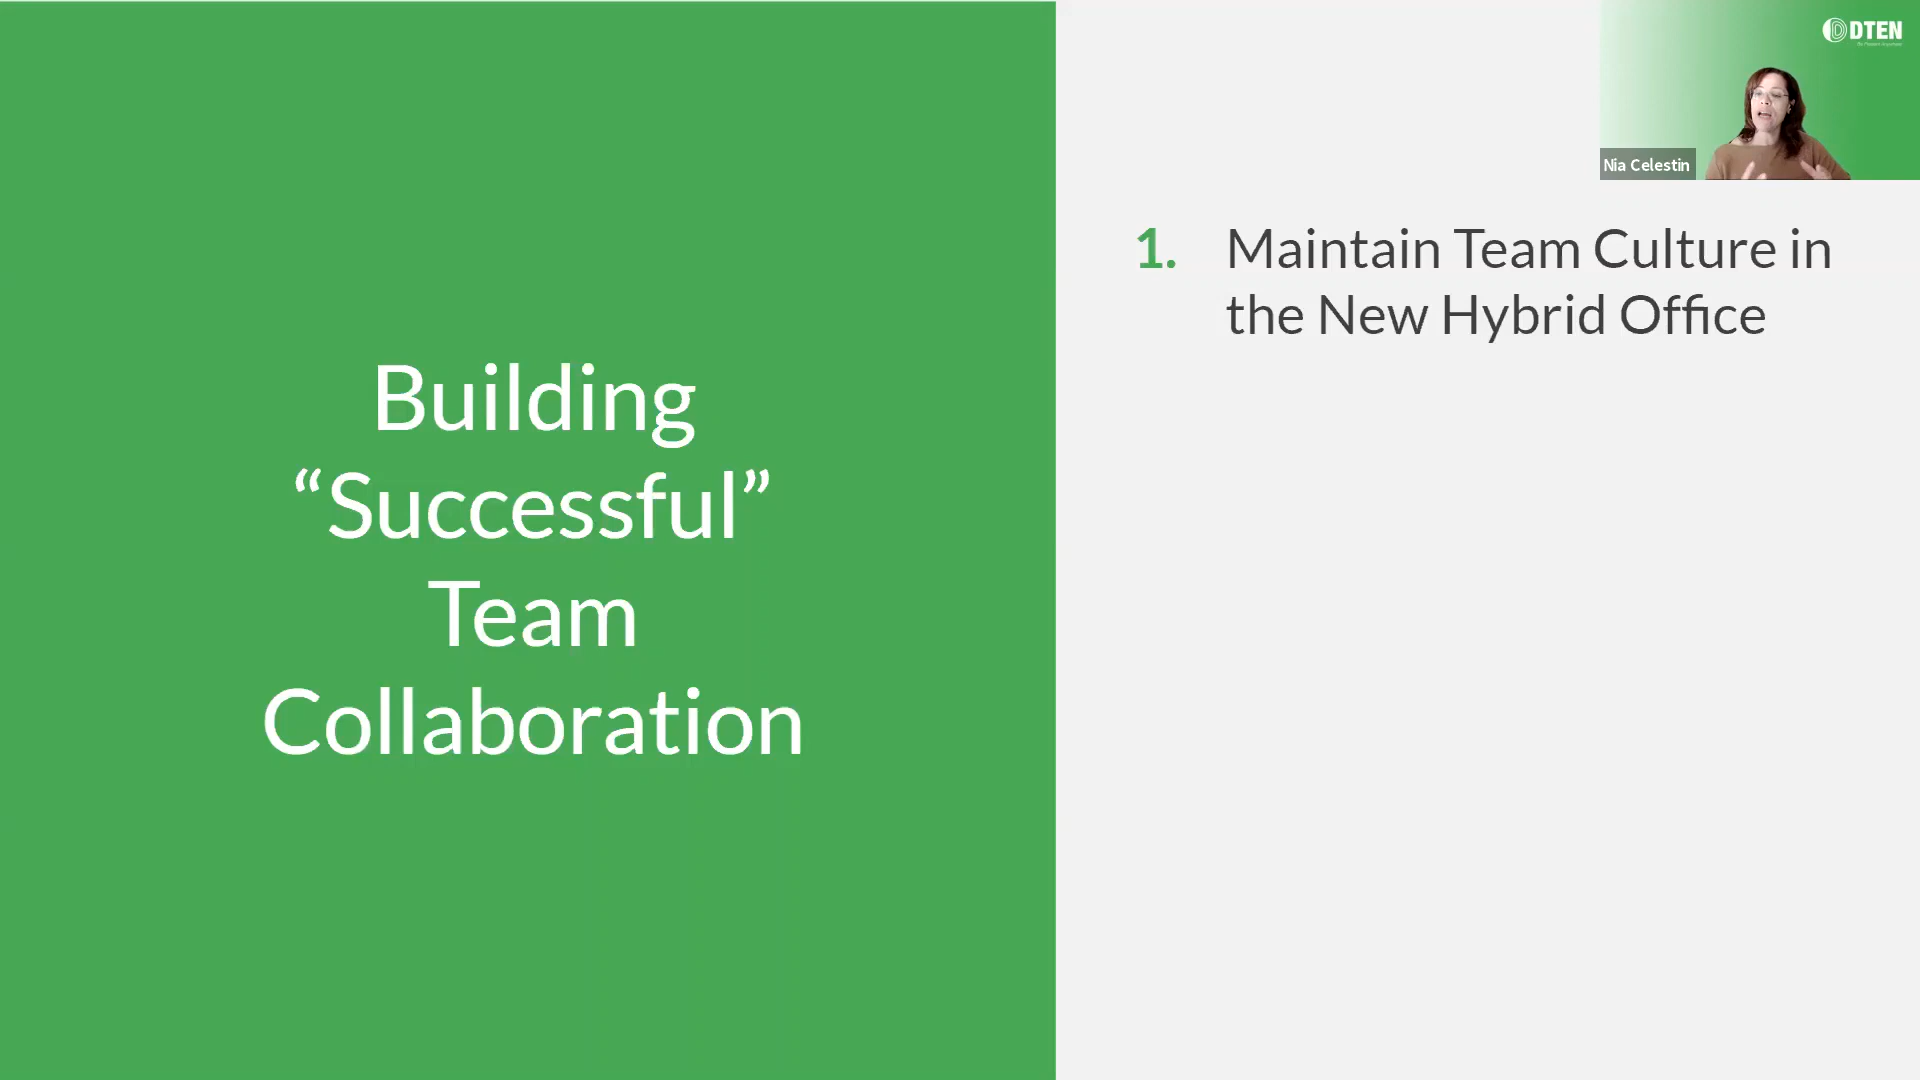 Building
“Successful”
Team
Collaboration
DTEN
Nia Celestin
1. Maintain Team Culture in
the New Hybrid Office